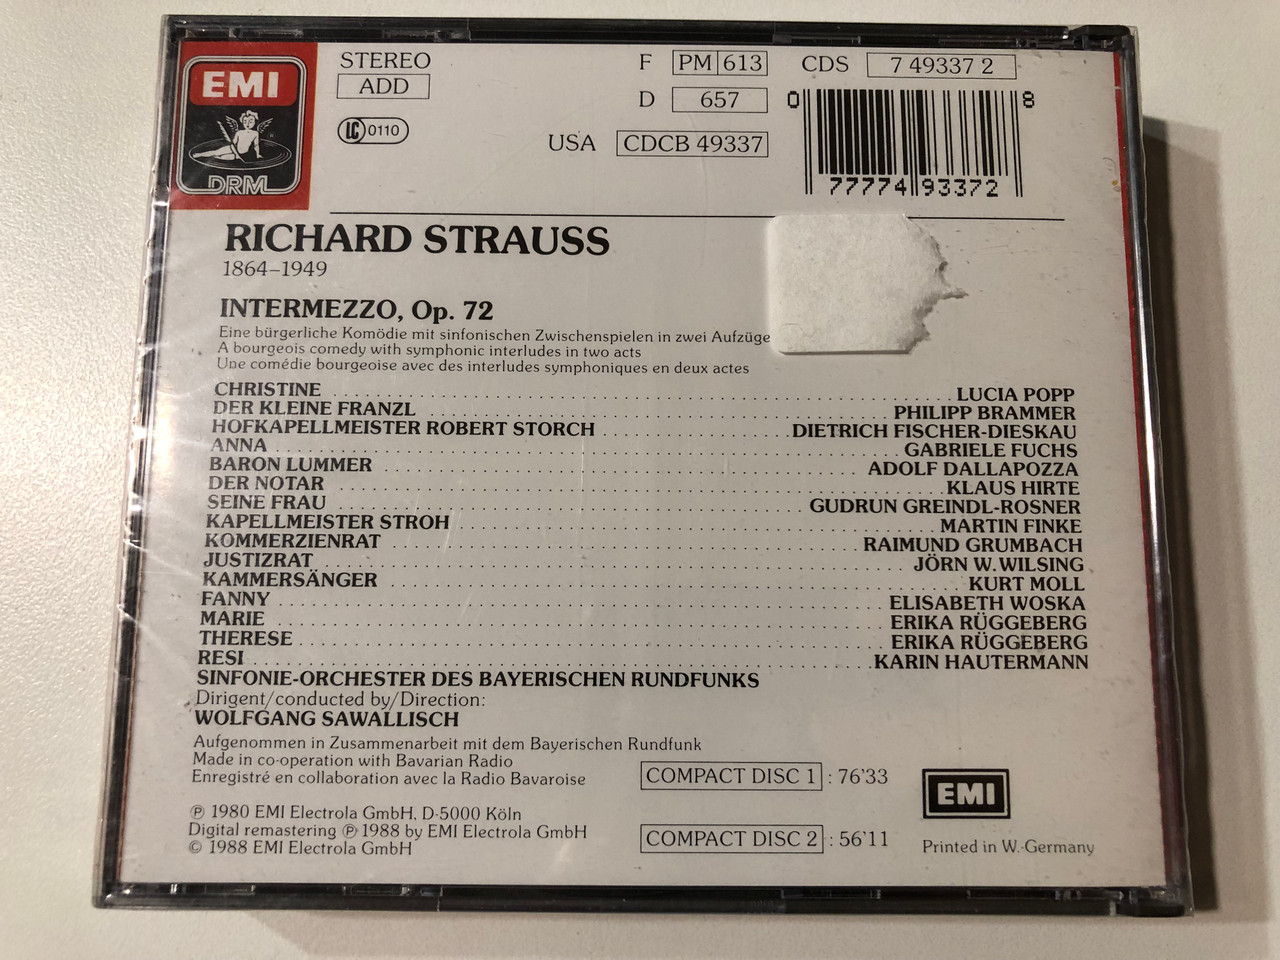 EMI
DRM
STEREO
ADD
LC 0110
F PM 613
D 657
USA CDCB 49337
CDS 7 49337 2
0 77774 93372 8
RICHARD STRAUSS
1864–1949
INTERMEZZO, Op. 72
Eine bürgerliche Komödie mit sinfonischen Zwischenspielen in zwei Aufzüge
A bourgeois comedy with symphonic interludes in two acts
Une comédie bourgeoise avec des interludes symphoniques en deux actes
CHRISTINE LUCIA POPP
DER KLEINE FRANZL PHILIPP BRAMMER
HOFKAPELLMEISTER ROBERT STORCH DIETRICH FISCHER-DIESKAU
ANNA GABRIELE FUCHS
BARON LUMMER ADOLF DALLAPOZZA
DER NOTAR KLAUS HIRTE
SEINE FRAU GUDRUN GREINDL-ROSNER
KAPELLMEISTER STROH MARTIN FINKE
KOMMERZIENRAT RAIMUND GRUMBACH
JUSTIZRAT JÖRN W. WILSING
KAMMERSÄNGER KURT MOLL
FANNY ELISABETH WOSKA
MARIE ERIKA RÜGGEBERG
THERESE ERIKA RÜGGEBERG
RESI KARIN HAUTERMANN
SINFONIE-ORCHESTER DES BAYERISCHEN RUNDFUNKS
Dirigent/conducted by/Direction:
WOLFGANG SAWALLISCH
Aufgenommen in Zusammenarbeit mit dem Bayerischen Rundfunk
Made in co-operation with Bavarian Radio
Enregistré en collaboration avec la Radio Bavaroise
COMPACT DISC 1 : 76'33
COMPACT DISC 2 : 56'11
℗ 1980 EMI Electrola GmbH, D-5000 Köln
Digital remastering ℗ 1988 by EMI Electrola GmbH
© 1988 EMI Electrola GmbH
EMI
Printed in W.-Germany